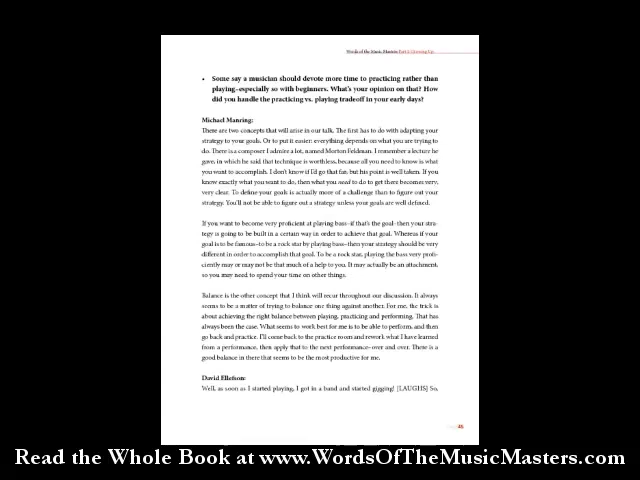 Words of the Music Masters Part I: Growing Up
• Some say a musician should devote more time to practicing rather than
playing–especially so with beginners. What's your opinion on that? How
did you handle the practicing vs. playing tradeoff in your early days?
Michael Manring:
There are two concepts that will arise in our talk. The first has to do with adapting your
strategy to your goals. Or to put it easier: everything depends on what you are trying to
do. There is a composer I admire a lot, named Morton Feldman. I remember a lecture he
gave, in which he said that technique is worthless, because all you need to know is what
you want to accomplish. I don't know if I'd go that far, but his point is well taken. If you
know exactly what you want to do, then what you need to do to get there becomes very,
very clear. To define your goals is actually more of a challenge than to figure out your
strategy. You'll not be able to figure out a strategy unless your goals are well defined.
If you want to become very proficient at playing bass–if that's the goal–then your stra-
tegy is going to be built in a certain way in order to achieve that goal. Whereas if your
goal is to be famous–to be a rock star by playing bass–then your strategy should be very
different in order to accomplish that goal. To be a rock star, playing the bass very profi-
ciently may or may not be that much of a help to you. It may actually be an attachment,
so you may need to spend your time on other things.
Balance is the other concept that I think will recur throughout our discussion. It always
seems to be a matter of trying to balance one thing against another. For me, the trick is
about achieving the right balance between playing, practicing and performing. That has
always been the case. What seems to work best for me is to be able to perform, and then
go back and practice. I'll come back to the practice room and rework what I have learned
from a performance, then apply that to the next performance–over and over. There is a
good balance in there that seems to be the most productive for me.
David Ellefson:
Well, as soon as I started playing, I got in a band and started gigging! [LAUGHS] So,
Read the Whole Book at www.WordsOfTheMusicMasters.com